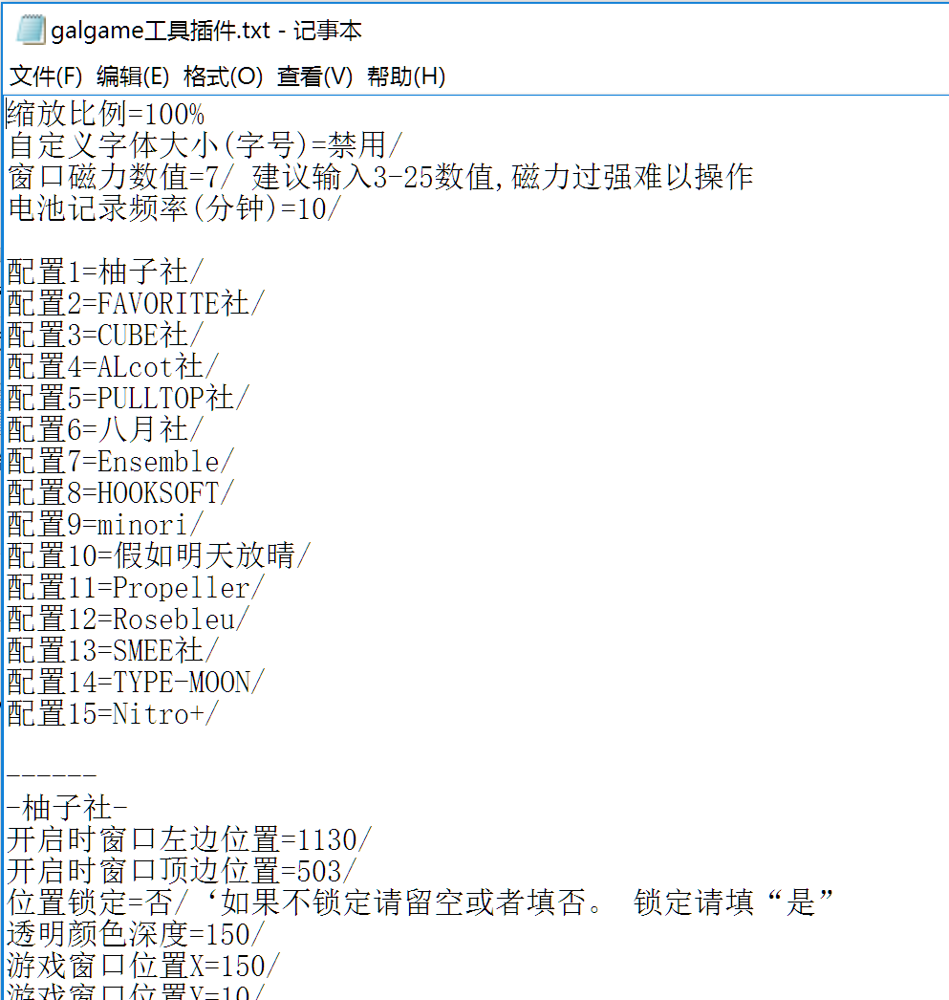 galgame工具插件.txt - 记事本
文件(F) 编辑(E) 格式(O) 查看(V) 帮助(H)
缩放比例=100%
自定义字体大小(字号)=禁用/
窗口磁力数值=7/ 建议输入3-25数值,磁力过强难以操作
电池记录频率(分钟)=10/
配置1=柚子社/
配置2=FAVORITE社/
配置3=CUBE社/
配置4=ALcot社/
配置5=PULLTOP社/
配置6=八月社/
配置7=Ensemble/
配置8=HOOKSOFT/
配置9=minori/
配置10=假如明天放晴/
配置11=Propeller/
配置12=Rosebleu/
配置13=SMEE社/
配置14=TYPE-MOON/
配置15=Nitro+/
------
-柚子社-
开启时窗口左边位置=1130/
开启时窗口顶边位置=503/
位置锁定=否/ ‘如果不锁定请留空或者填否。 锁定请填“是”
透明颜色深度=150/
游戏窗口位置X=150/
游戏窗口位置Y=10/